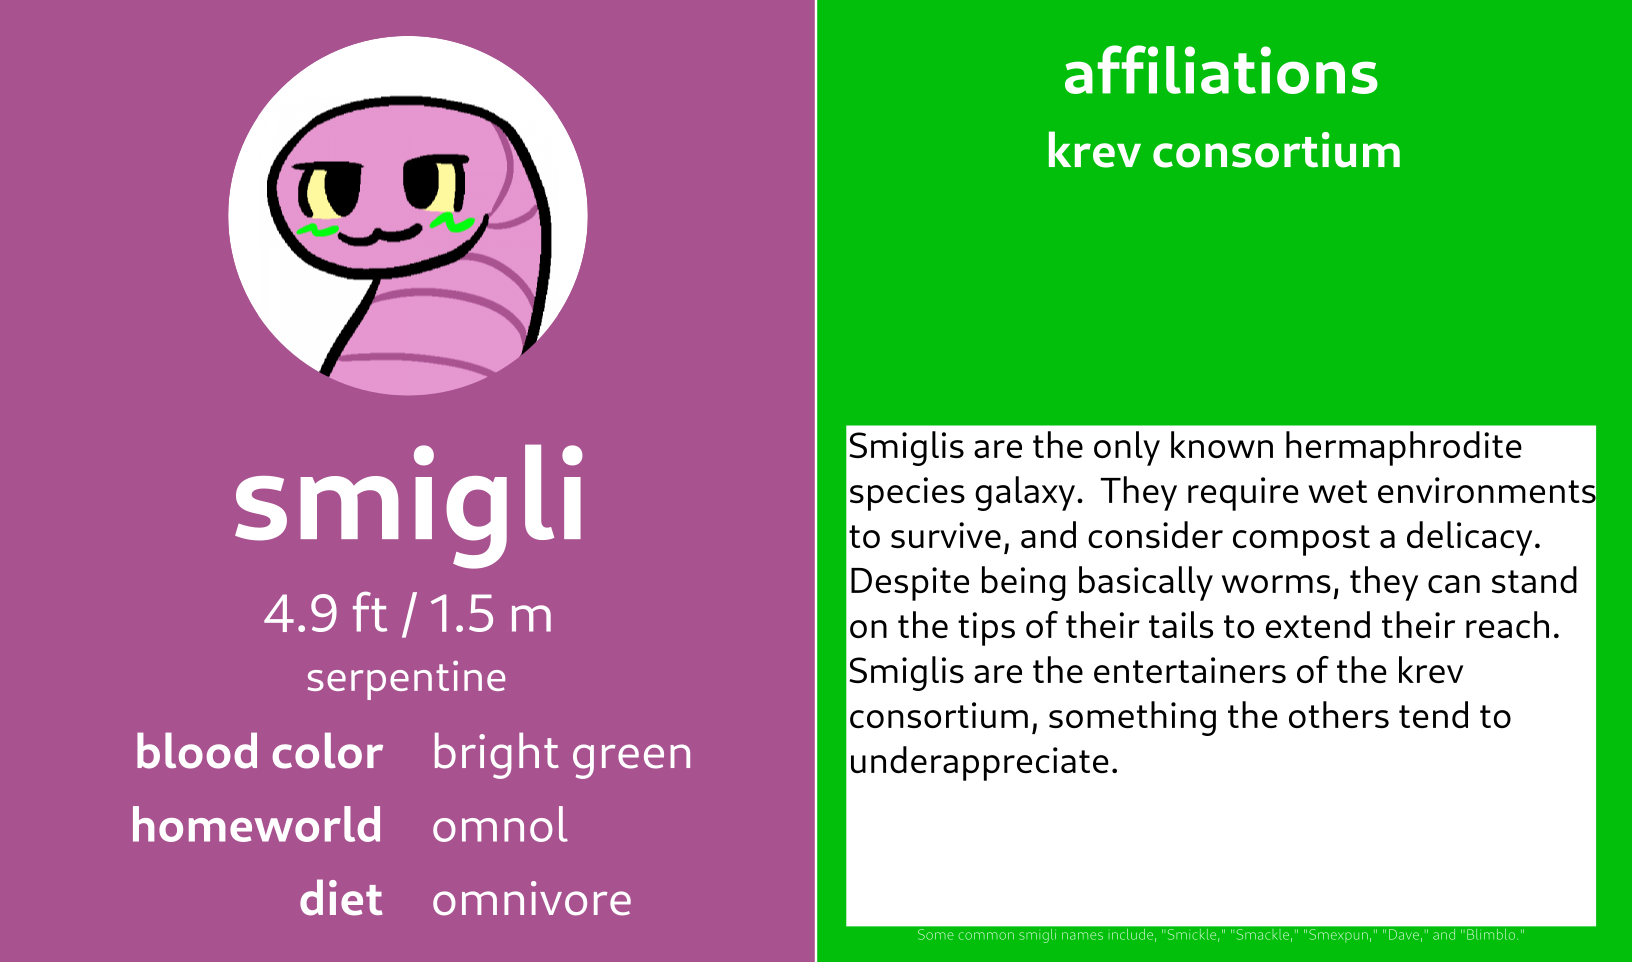 smigli
4.9 ft / 1.5 m
serpentine
blood color bright green
homeworld omnol
diet omnivore
affiliations
krev consortium
Smiglis are the only known hermaphrodite
species galaxy.  They require wet environments
to survive, and consider compost a delicacy.
Despite being basically worms, they can stand
on the tips of their tails to extend their reach.
Smiglis are the entertainers of the krev
consortium, something the others tend to
underappreciate.
Some common smigli names include, "Smickle," "Smackle," "Smexpun," "Dave," and "Blimblo."